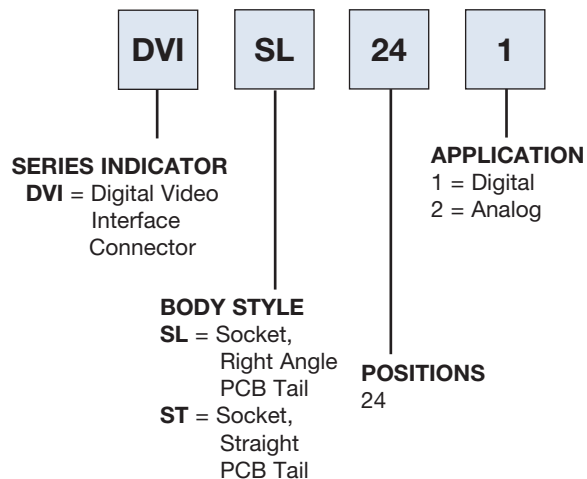 DVI SL 24 1
SERIES INDICATOR
DVI = Digital Video
Interface
Connector
BODY STYLE
SL = Socket,
Right Angle
PCB Tail
ST = Socket,
Straight
PCB Tail
POSITIONS
24
APPLICATION
1 = Digital
2 = Analog